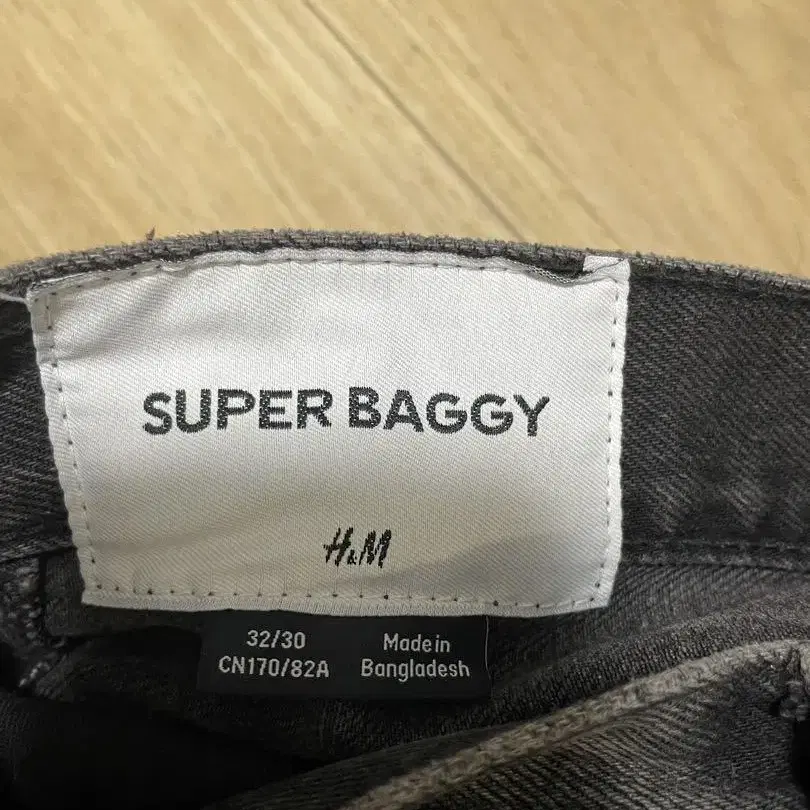 SUPER BAGGY
H&M
32/30
CN170/82A
Made in
Bangladesh